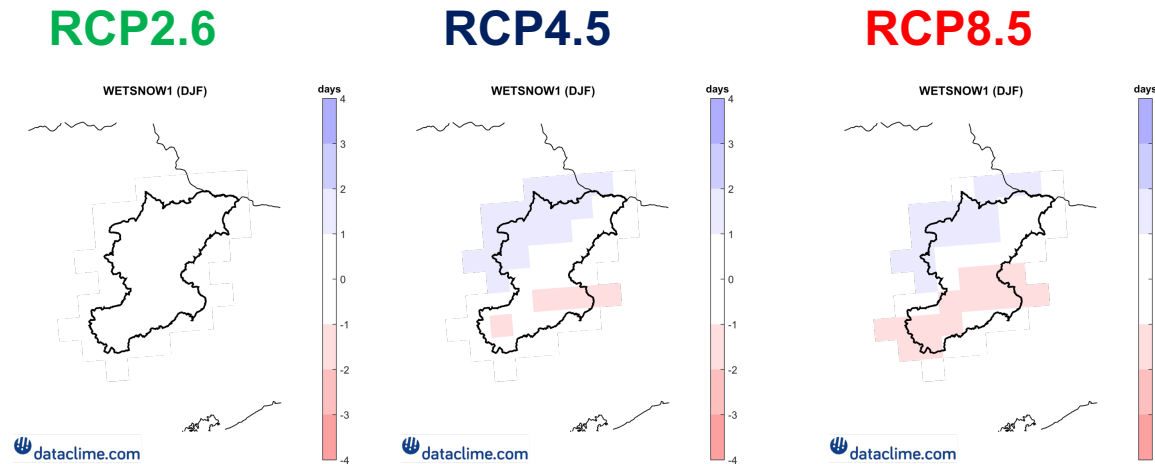 RCP2.6
RCP4.5
RCP8.5
WETSNOW1 (DJF)
days
4
3
2
1
0
-1
-2
-3
-4
dataclime.com
WETSNOW1 (DJF)
days
4
3
2
1
0
-1
-2
-3
-4
dataclime.com
WETSNOW1 (DJF)
days
dataclime.com